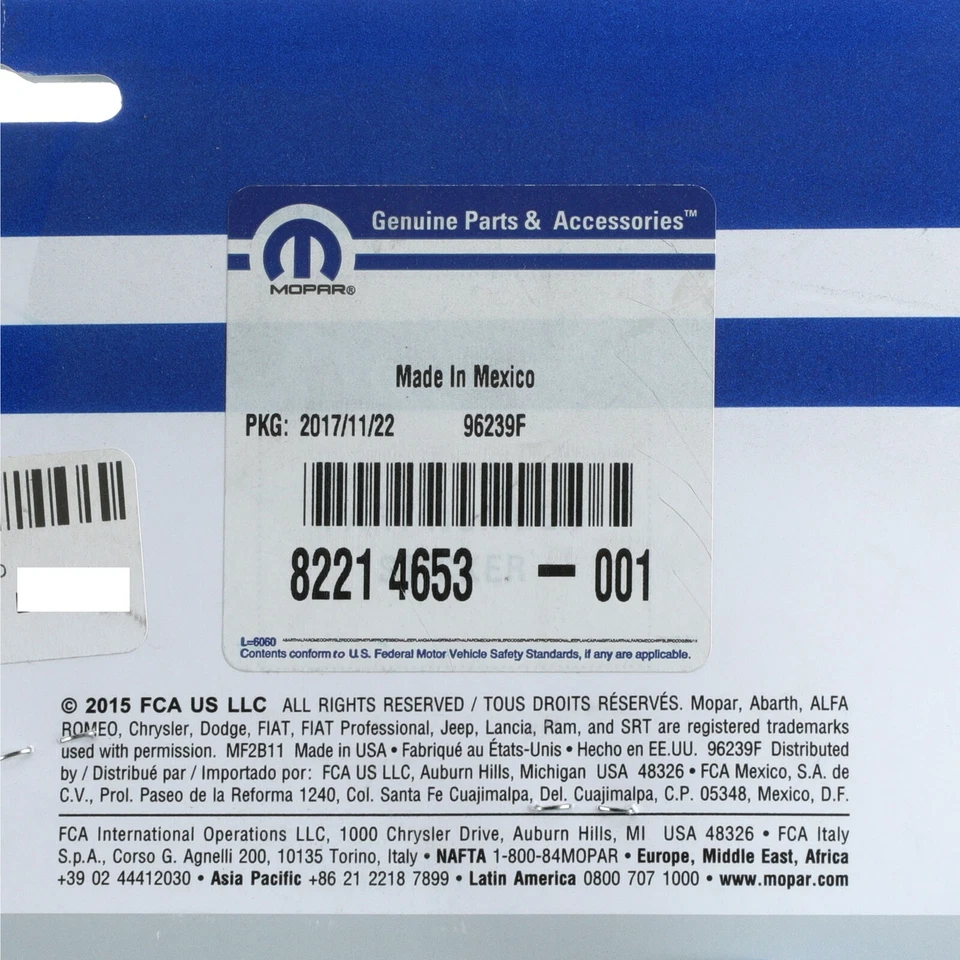 Genuine Parts & Accessories™
MOPAR®
Made In Mexico
PKG: 2017/11/22 96239F
8221 4653 — 001
L=6060
Contents conform to U.S. Federal Motor Vehicle Safety Standards, if any are applicable.
© 2015 FCA US LLC ALL RIGHTS RESERVED / TOUS DROITS RÉSERVÉS. Mopar, Abarth, ALFA
ROMEO, Chrysler, Dodge, FIAT, FIAT Professional, Jeep, Lancia, Ram, and SRT are registered trademarks
used with permission. MF2B11 Made in USA • Fabriqué au États-Unis • Hecho en EE.UU. 96239F Distributed
by / Distribué par / Importado por: FCA US LLC, Auburn Hills, Michigan USA 48326 • FCA Mexico, S.A. de
C.V., Prol. Paseo de la Reforma 1240, Col. Santa Fe Cuajimalpa, Del. Cuajimalpa, C.P. 05348, Mexico, D.F.
FCA International Operations LLC, 1000 Chrysler Drive, Auburn Hills, MI USA 48326 • FCA Italy
S.p.A., Corso G. Agnelli 200, 10135 Torino, Italy • NAFTA 1-800-84MOPAR • Europe, Middle East, Africa
+39 02 44412030 • Asia Pacific +86 21 2218 7899 • Latin America 0800 707 1000 • www.mopar.com